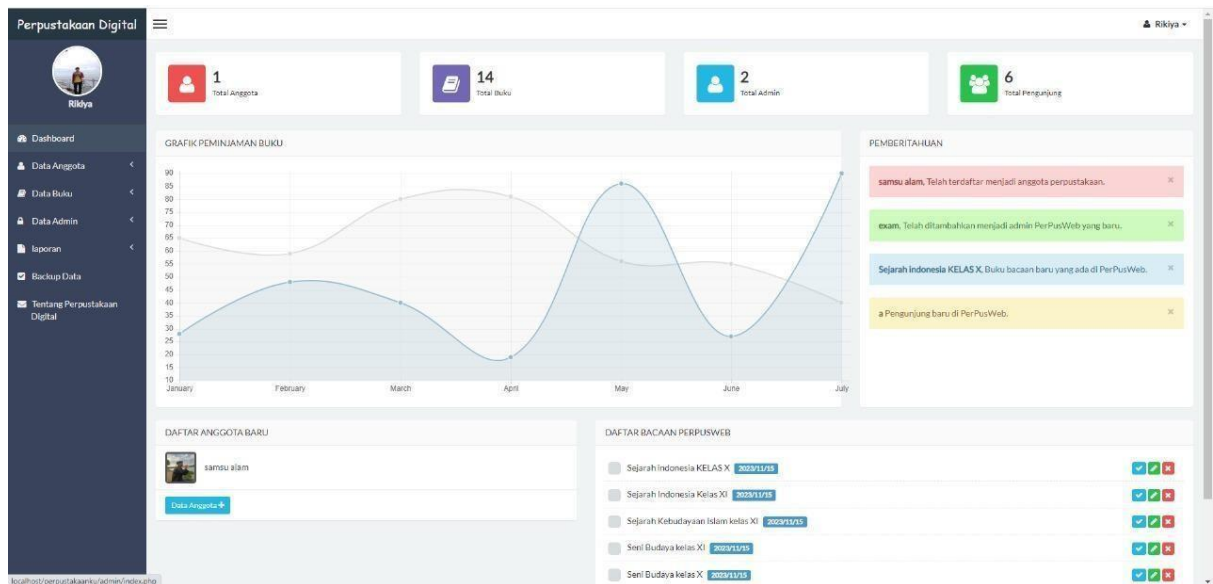 Perpustakaan Digital
Rikiya
Rikiya
Dashboard
Data Anggota
Data Buku
Data Admin
laporan
Backup Data
Tentang Perpustakaan
Digital
1
Total Anggota
14
Total Buku
2
Total Admin
6
Total Pengunjung
GRAFIK PEMINJAMAN BUKU
90
85
80
75
70
65
60
55
50
45
40
35
30
25
20
15
10
January February March April May June July
PEMBERITAHUAN
samsu alam, Telah terdaftar menjadi anggota perpustakaan. ×
exam, Telah ditambahkan menjadi admin PerPusWeb yang baru. ×
Sejarah indonesia KELAS X, Buku bacaan baru yang ada di PerPusWeb. ×
a Pengunjung baru di PerPusWeb. ×
DAFTAR ANGGOTA BARU
samsu alam
Data Anggota +
DAFTAR BACAAN PERPUSWEB
Sejarah indonesia KELAS X 2023/11/15
Sejarah Indonesia Kelas XI 2023/11/15
Sejarah Kebudayaan Islam kelas XI 2023/11/15
Seni Budaya kelas XI 2023/11/15
Seni Budaya kelas X 2023/11/15
localhost/perpustakaanku/admin/index.php